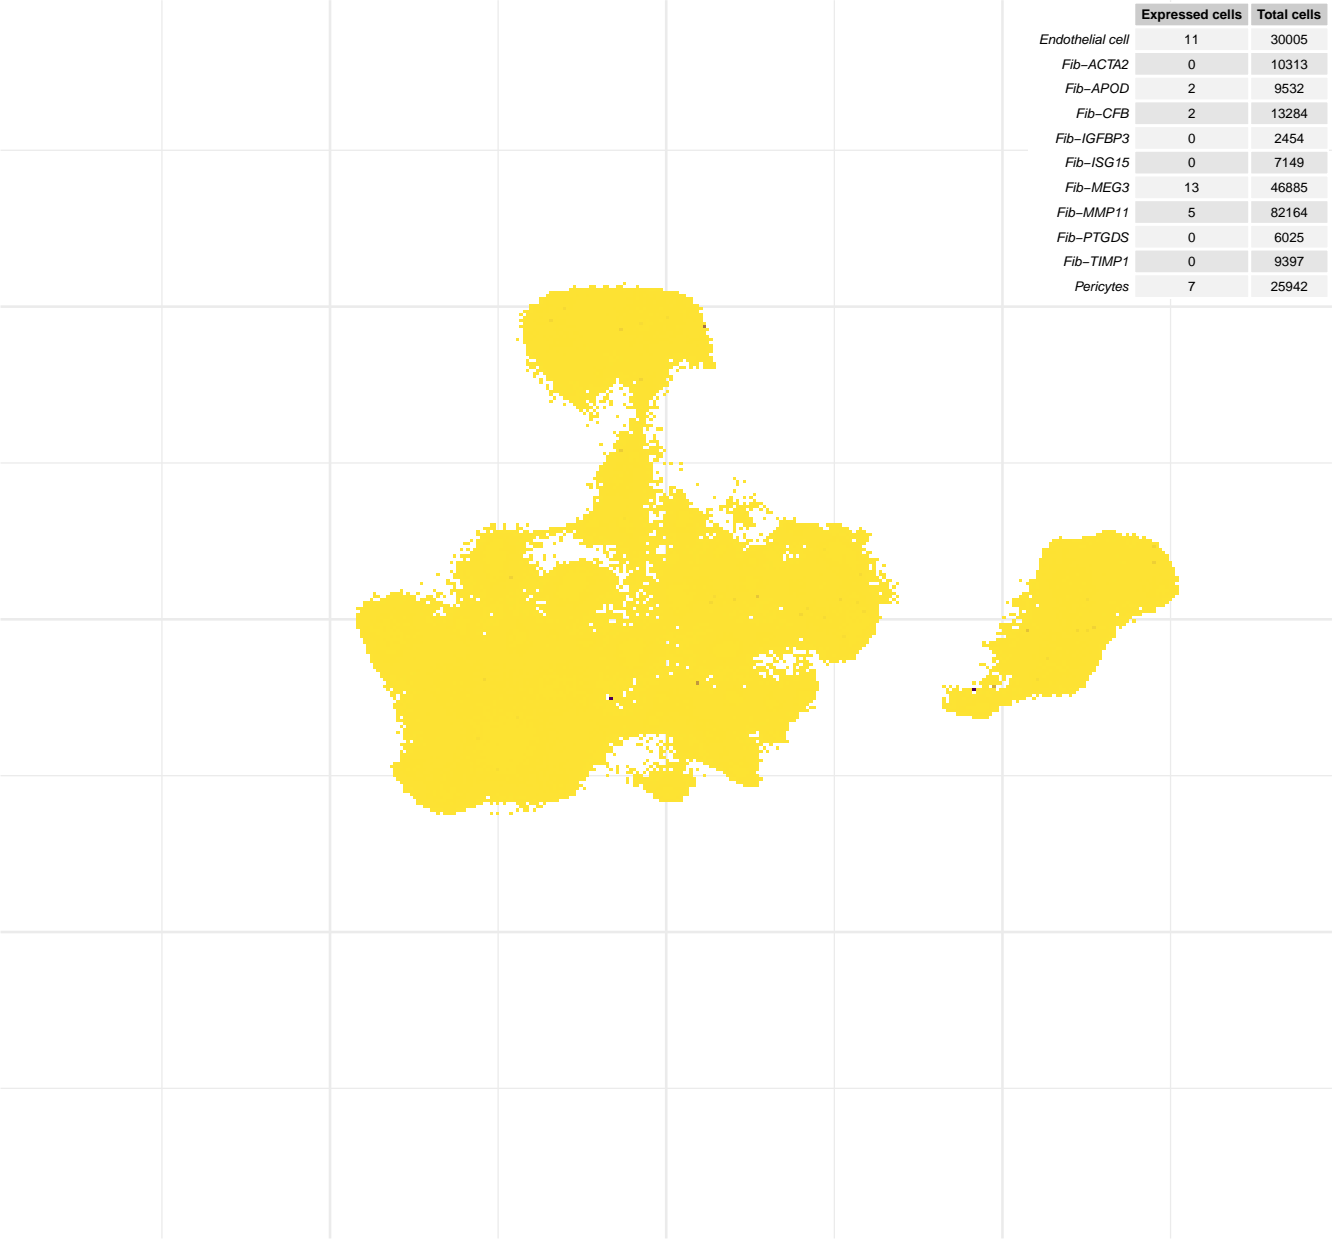 Expressed cells Total cells
Endothelial cell 11 30005
Fib−ACTA2 0 10313
Fib−APOD 2 9532
Fib−CFB 2 13284
Fib−IGFBP3 0 2454
Fib−ISG15 0 7149
Fib−MEG3 13 46885
Fib−MMP11 5 82164
Fib−PTGDS 0 6025
Fib−TIMP1 0 9397
Pericytes 7 25942